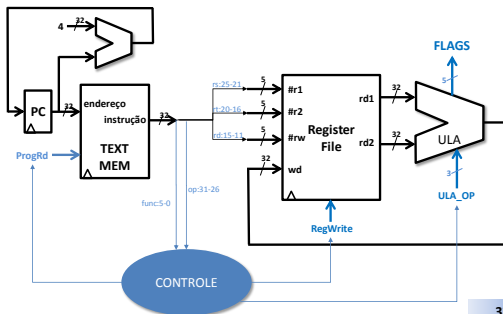 4
32
FLAGS
PC
32
endereço
instrução
32
TEXT
MEM
ProgRd
rs:25-21
rt:20-16
rd:15-11
5
5
5
32
#r1
#r2
#rw
wd
Register
File
rd1
rd2
32
32
5
ULA
3
ULA_OP
op:31-26
func:5-0
RegWrite
CONTROLE
3